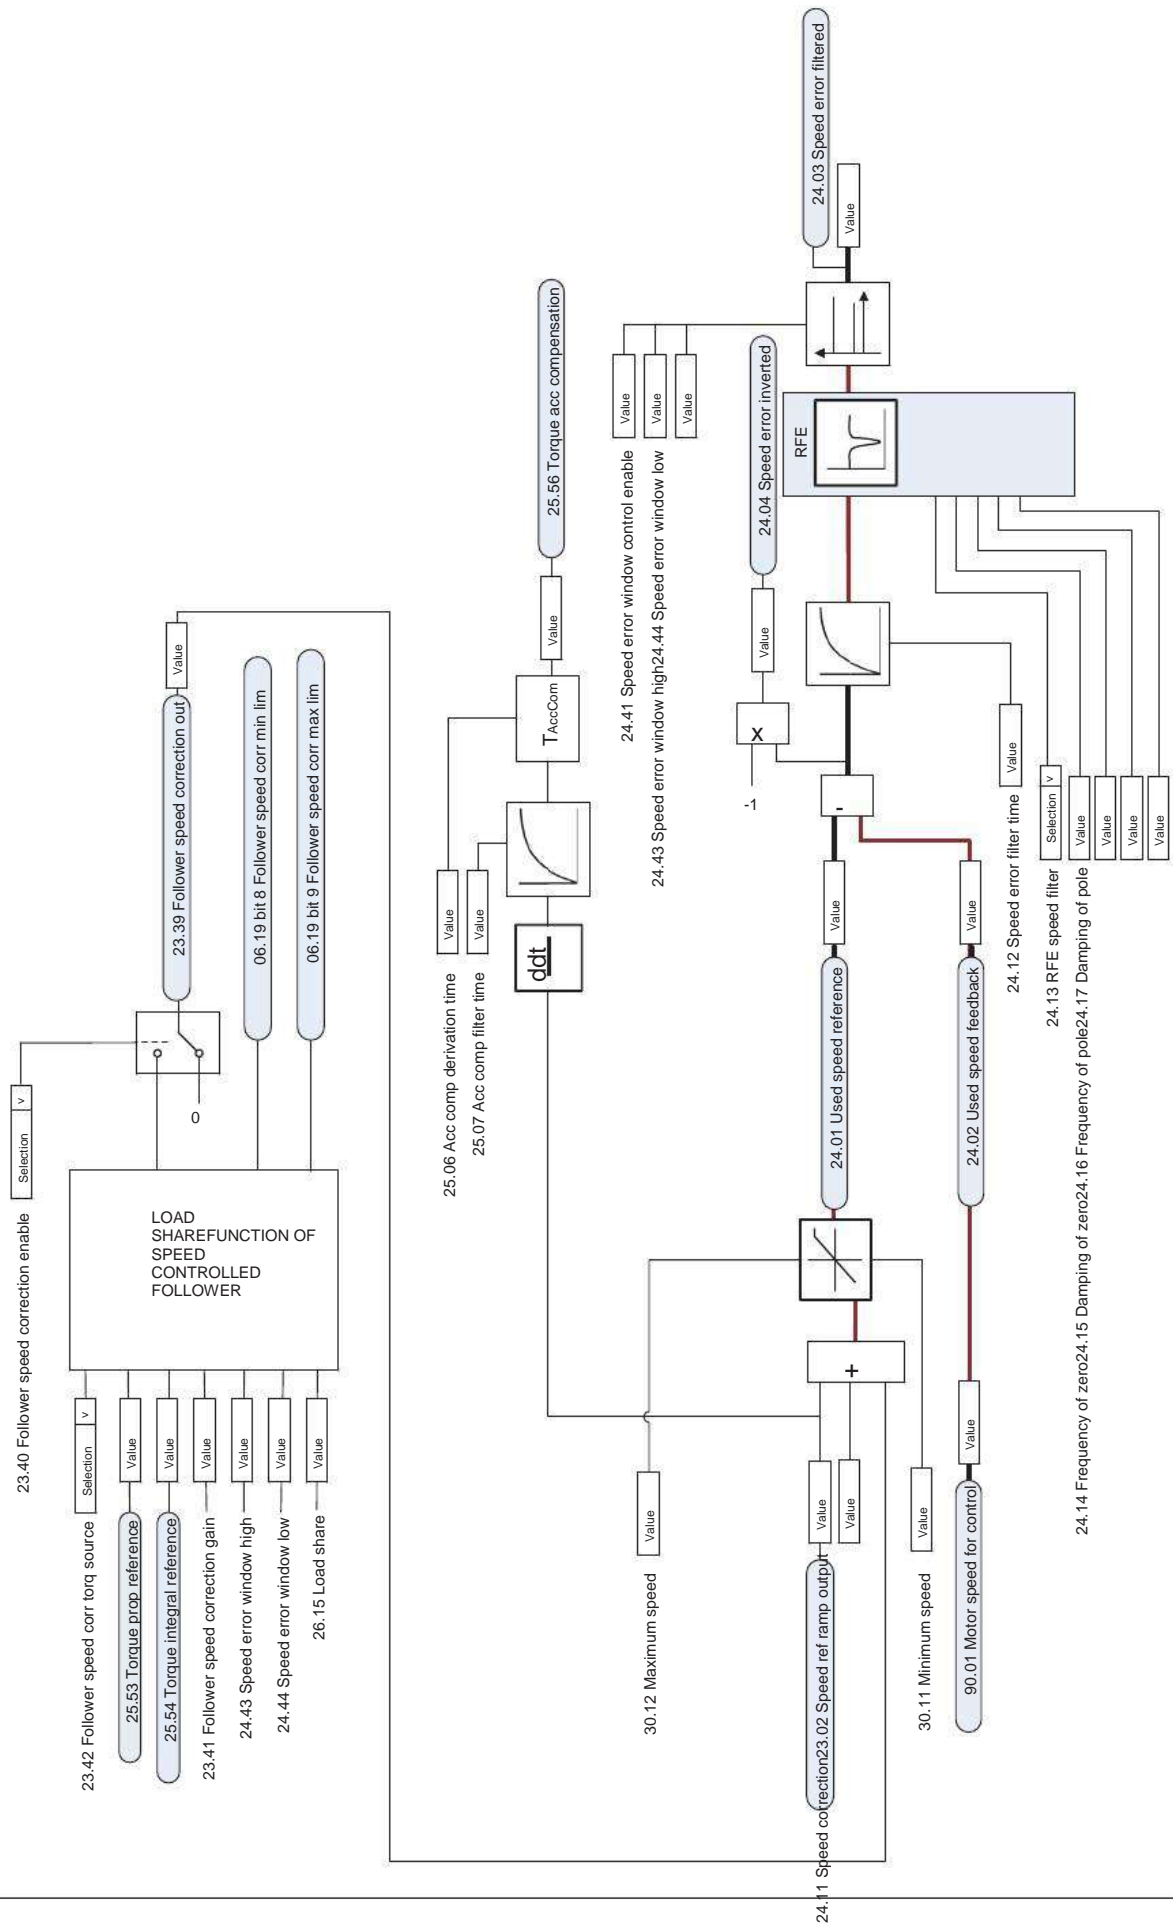 23.40 Follower speed correction enable
Selection v
23.42 Follower speed corr torq source
Selection v
25.53 Torque prop reference
Value
25.54 Torque integral reference
Value
23.41 Follower speed correction gain
Value
24.43 Speed error window high
Value
24.44 Speed error window low
Value
26.15 Load share
Value
LOAD
SHAREFUNCTION OF
SPEED
CONTROLLED
FOLLOWER
0
23.39 Follower speed correction out
Value
06.19 bit 8 Follower speed corr min lim
06.19 bit 9 Follower speed corr max lim
25.06 Acc comp derivation time
Value
25.07 Acc comp filter time
Value
ddt
TAccCom
Value
25.56 Torque acc compensation
24.41 Speed error window control enable
Value
24.43 Speed error window high24.44 Speed error window low
Value
Value
30.12 Maximum speed
Value
24.11 Speed correction23.02 Speed ref ramp output
Value
Value
+
30.11 Minimum speed
Value
24.01 Used speed reference
Value
90.01 Motor speed for control
Value
24.02 Used speed feedback
Value
-
-1
X
Value
24.04 Speed error inverted
RFE
24.03 Speed error filtered
Value
24.12 Speed error filter time
Value
24.13 RFE speed filter
Selection v
24.14 Frequency of zero24.15 Damping of zero24.16 Frequency of pole24.17 Damping of pole
Value
Value
Value
Value